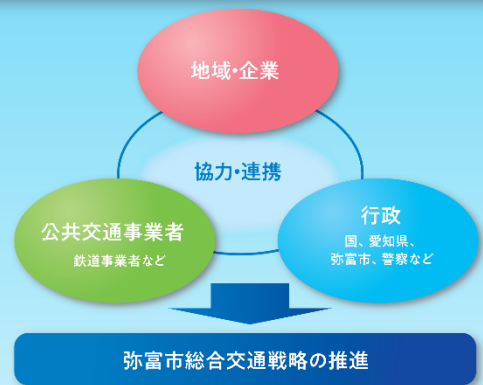 地域・企業
協力・連携
公共交通事業者
鉄道事業者など
行政
国、愛知県、
弥富市、警察など
弥富市総合交通戦略の推進